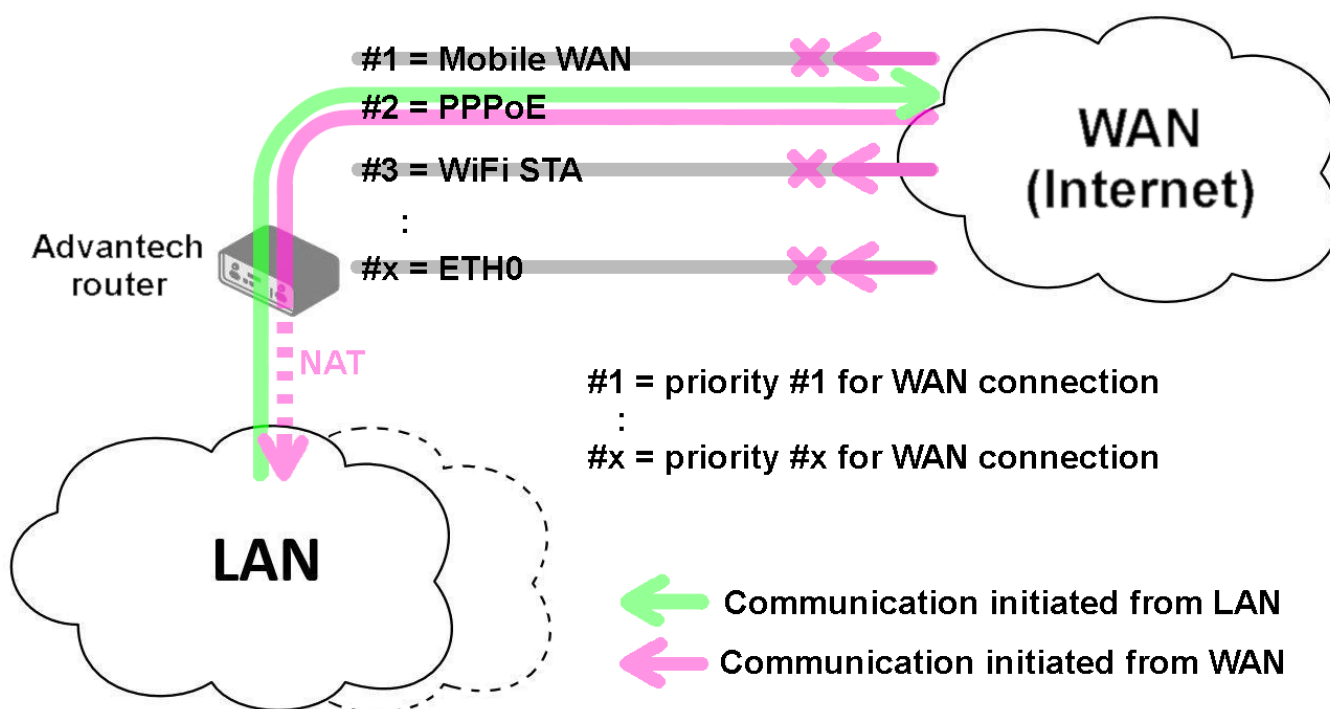 #1 = Mobile WAN
#2 = PPPoE
#3 = WiFi STA
:
#x = ETH0
WAN
(Internet)
Advantech
router
NAT
#1 = priority #1 for WAN connection
:
#x = priority #x for WAN connection
LAN
Communication initiated from LAN
Communication initiated from WAN